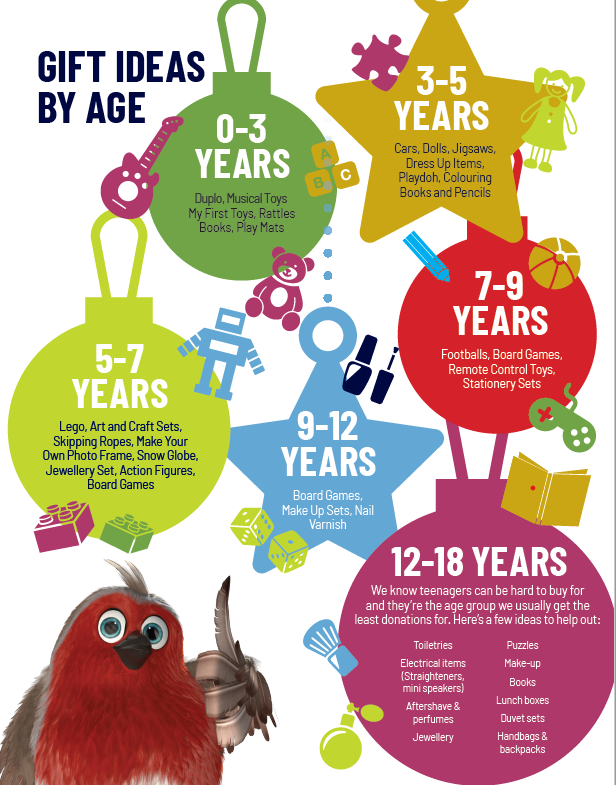 GIFT IDEAS
BY AGE
0-3
YEARS
Duplo, Musical Toys
My First Toys, Rattles
Books, Play Mats
A
B
C
3-5
YEARS
Cars, Dolls, Jigsaws,
Dress Up Items,
Playdoh, Colouring
Books and Pencils
5-7
YEARS
Lego, Art and Craft Sets,
Skipping Ropes, Make Your
Own Photo Frame, Snow Globe,
Jewellery Set, Action Figures,
Board Games
7-9
YEARS
Footballs, Board Games,
Remote Control Toys,
Stationery Sets
9-12
YEARS
Board Games,
Make Up Sets, Nail
Varnish
12-18 YEARS
We know teenagers can be hard to buy for
and they're the age group we usually get the
least donations for. Here's a few ideas to help out:
Toiletries
Electrical items
(Straighteners,
mini speakers)
Aftershave &
perfumes
Jewellery
Puzzles
Make-up
Books
Lunch boxes
Duvet sets
Handbags &
backpacks